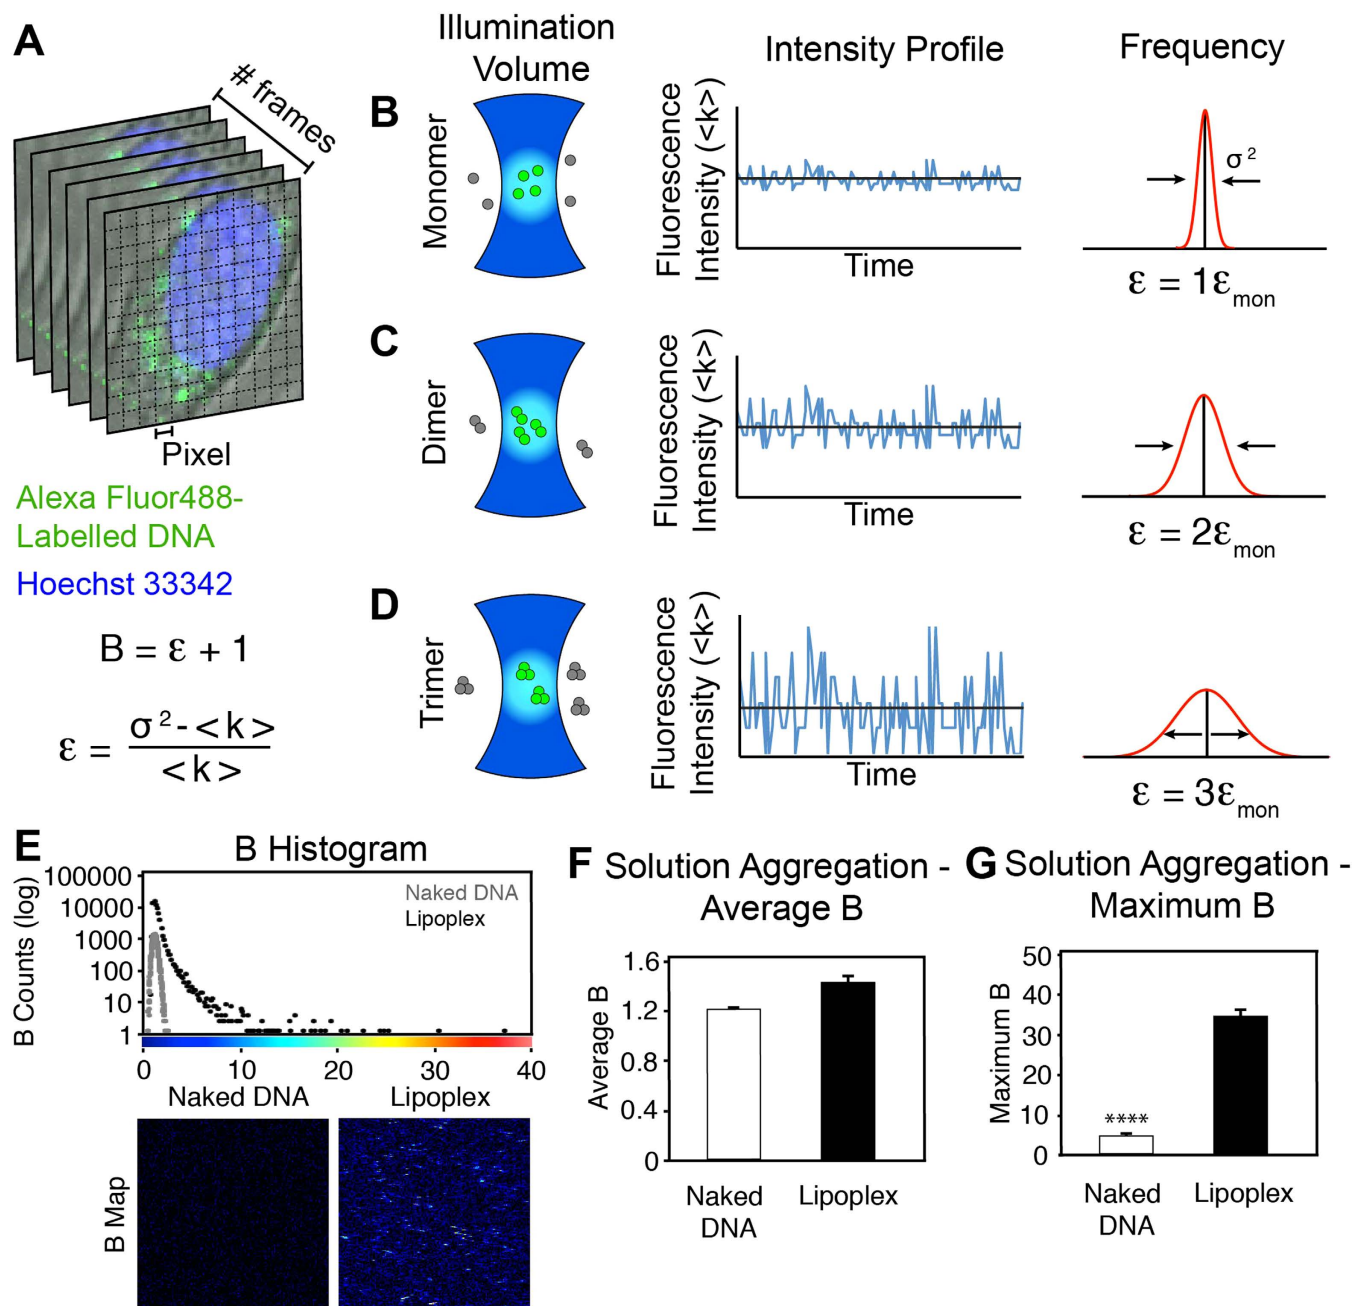 A
# frames
Pixel
Alexa Fluor488-
Labelled DNA
Hoechst 33342
B = ε + 1
ε = σ² - <k> / <k>
Illumination
Volume
Intensity Profile
Frequency
B
Monomer
Fluorescence
Intensity (<k>)
Time
σ²
ε = 1εmon
C
Dimer
Fluorescence
Intensity (<k>)
Time
ε = 2εmon
D
Trimer
Fluorescence
Intensity (<k>)
Time
ε = 3εmon
E
B Histogram
B Counts (log)
100000
10000
1000
100
10
1
Naked DNA
Lipoplex
0 10 20 30 40
Naked DNA Lipoplex
B Map
F Solution Aggregation -
Average B
Average B
1.6
1.2
0.8
0.4
0
Naked
DNA
Lipoplex
G Solution Aggregation -
Maximum B
Maximum B
50
40
30
20
10
0
****
Naked
DNA
Lipoplex